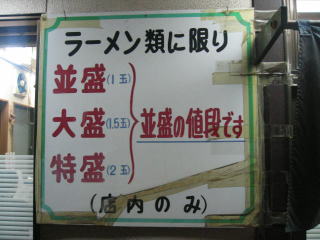 ラーメン類に限り
並盛(1玉)
大盛(1.5玉)
特盛(2玉)
並盛の値段です
(店内のみ)